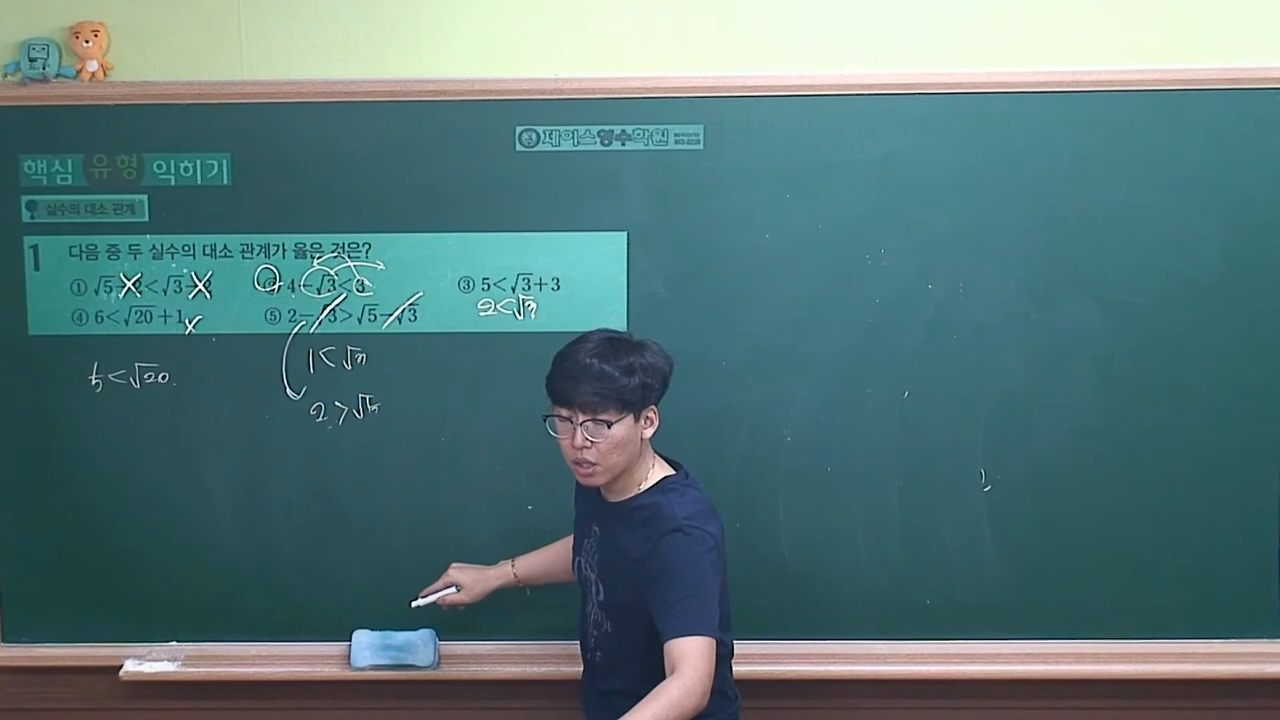 제이스영수학원
핵심 유형 익히기
실수의 대소 관계
1 다음 중 두 실수의 대소 관계가 옳은 것은?
① √5-2<√3-2 ② 4-√3<3 ③ 5<√3+3
2<√3
④ 6<√20+1 ⑤ 2-√3>√5-√3
1<√3
5<√20
2>√5